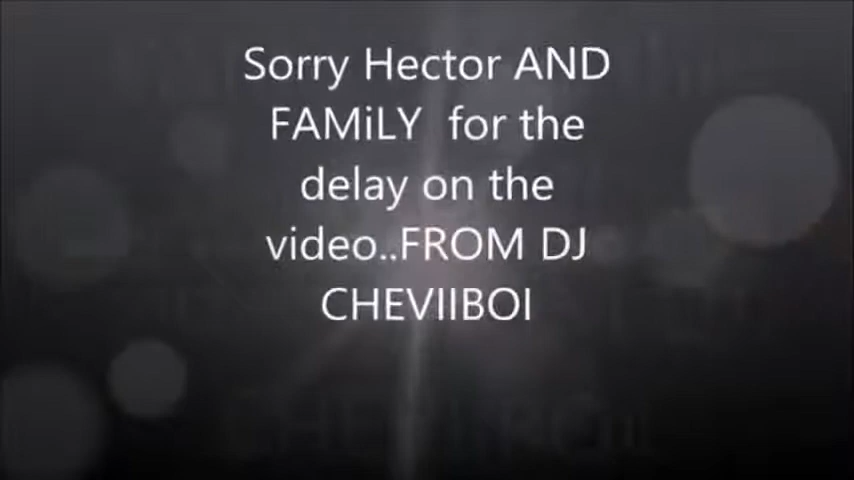 Sorry Hector AND
FAMiLY for the
delay on the
video..FROM DJ
CHEVIIBOI